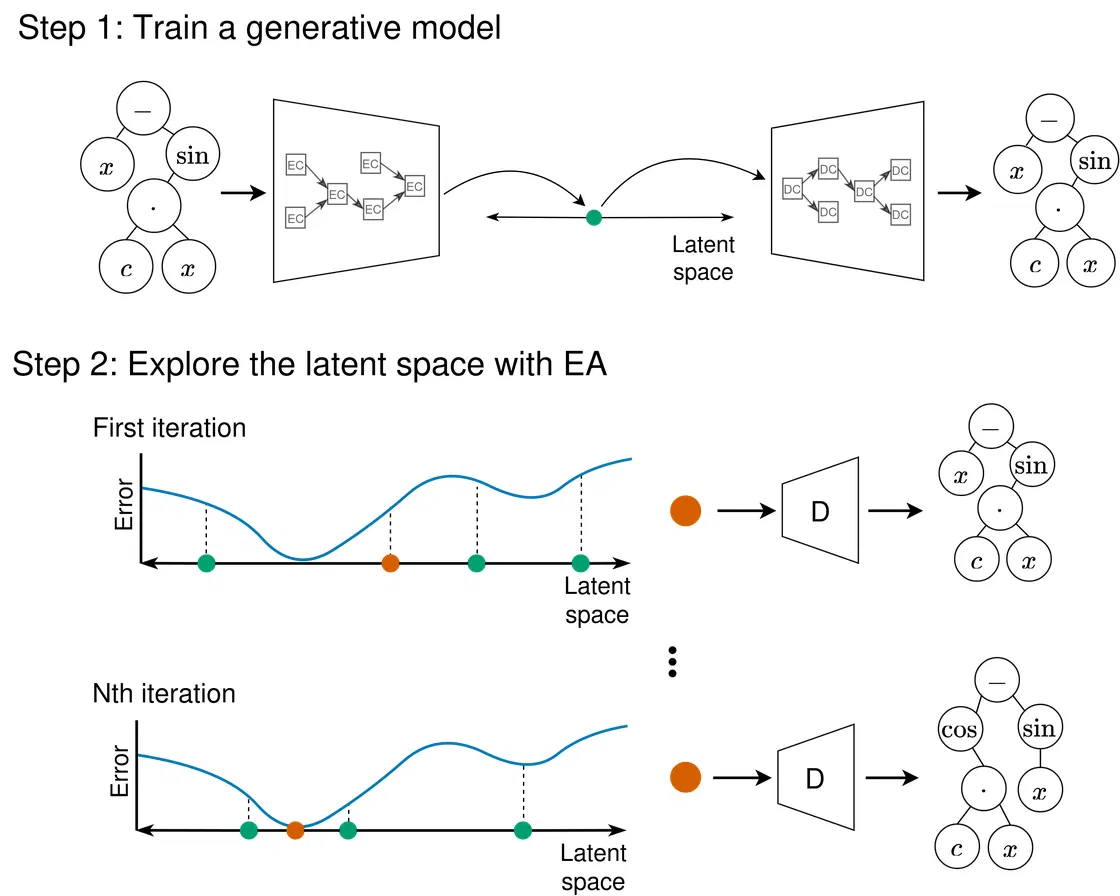 Step 1: Train a generative model
−
x
sin
·
c
x
EC
EC
EC
EC
EC
EC
Latent
space
DC
DC
DC
DC
DC
DC
−
x
sin
·
c
x
Step 2: Explore the latent space with EA
First iteration
Error
Latent
space
D
−
x
sin
·
c
x
Nth iteration
Error
Latent
space
D
−
cos
sin
·
x
c
x